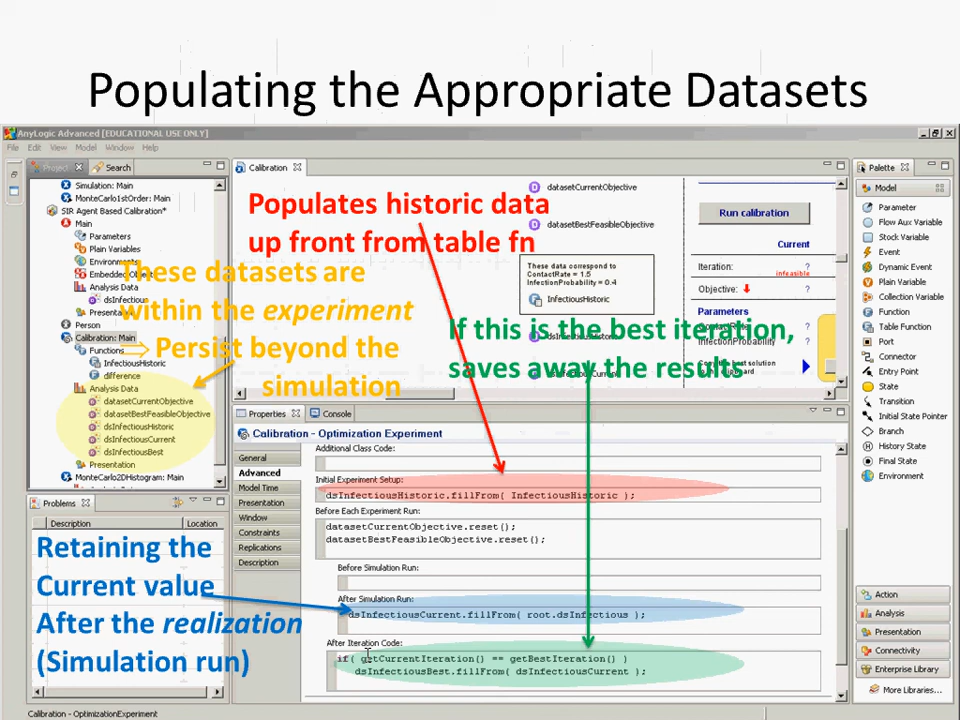 Populating the Appropriate Datasets
AnyLogic Advanced [EDUCATIONAL USE ONLY]
File Edit View Model Window Help
Project Search
Simulation: Main
MonteCarlo1stOrder: Main
SIR Agent Based Calibration*
Main
Parameters
Plain Variables
Environments
Embedded
Analysis Data
dsInfectious
Person
Calibration: Main
Functions
InfectiousHistoric
difference
Analysis Data
datasetCurrentObjective
datasetBestFeasibleObjective
dsInfectiousHistoric
dsInfectiousCurrent
dsInfectiousBest
Presentation
MonteCarlo2DHistogram: Main
These datasets are
within the experiment
⇒ Persist beyond the
simulation
Problems
Description Location
Retaining the
Current value
After the realization
(Simulation run)
Calibration
datasetCurrentObjective
datasetBestFeasibleObjective
Populates historic data
up front from table fn
These data correspond to
ContactRate = 1.5
InfectionProbability = 0.4
InfectiousHistoric
If this is the best iteration,
saves away the results
Run calibration
Current
Iteration: ?
infeasible
Objective: ?
Parameters
?
?
Properties Console
Calibration - Optimization Experiment
General
Advanced
Model Time
Presentation
Window
Constraints
Replications
Description
Additional Class Code:
Initial Experiment Setup:
dsInfectiousHistoric.fillFrom( InfectiousHistoric );
Before Each Experiment Run:
datasetCurrentObjective.reset();
datasetBestFeasibleObjective.reset();
Before Simulation Run:
After Simulation Run:
dsInfectiousCurrent.fillFrom( root.dsInfectious );
After Iteration Code:
if( getCurrentIteration() == getBestIteration() )
dsInfectiousBest.fillFrom( dsInfectiousCurrent );
Palette
Model
Parameter
Flow Aux Variable
Stock Variable
Event
Dynamic Event
Plain Variable
Collection Variable
Function
Table Function
Port
Connector
Entry Point
State
Transition
Initial State Pointer
Branch
History State
Final State
Environment
Action
Analysis
Presentation
Connectivity
Enterprise Library
More Libraries...
Calibration - OptimizationExperiment